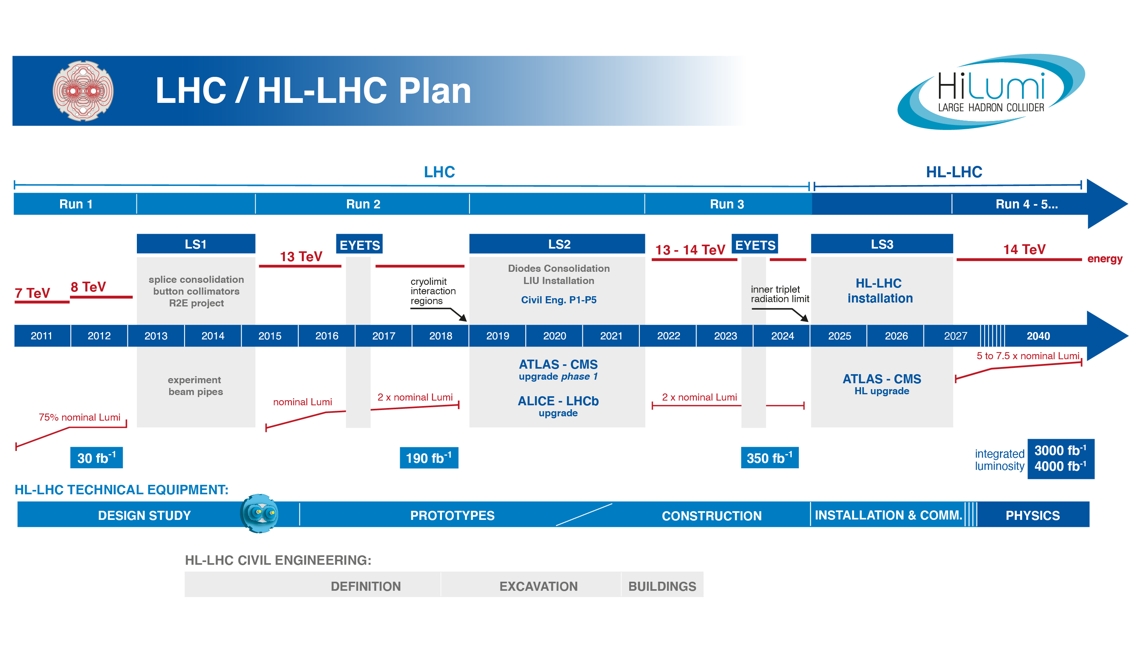 LHC / HL-LHC Plan
HiLumi
LARGE HADRON COLLIDER
LHC
HL-LHC
Run 1
Run 2
Run 3
Run 4 - 5...
LS1
EYETS
LS2
EYETS
LS3
13 TeV
13 - 14 TeV
14 TeV
energy
7 TeV
8 TeV
splice consolidation
button collimators
R2E project
cryolimit
interaction
regions
Diodes Consolidation
LIU Installation
Civil Eng. P1-P5
inner triplet
radiation limit
HL-LHC
installation
2011
2012
2013
2014
2015
2016
2017
2018
2019
2020
2021
2022
2023
2024
2025
2026
2027
2040
5 to 7.5 x nominal Lumi
experiment
beam pipes
ATLAS - CMS
upgrade phase 1
ALICE - LHCb
upgrade
ATLAS - CMS
HL upgrade
75% nominal Lumi
nominal Lumi
2 x nominal Lumi
2 x nominal Lumi
30 fb-1
190 fb-1
350 fb-1
integrated
luminosity
3000 fb-1
4000 fb-1
HL-LHC TECHNICAL EQUIPMENT:
DESIGN STUDY
PROTOTYPES
CONSTRUCTION
INSTALLATION & COMM.
PHYSICS
HL-LHC CIVIL ENGINEERING:
DEFINITION
EXCAVATION
BUILDINGS